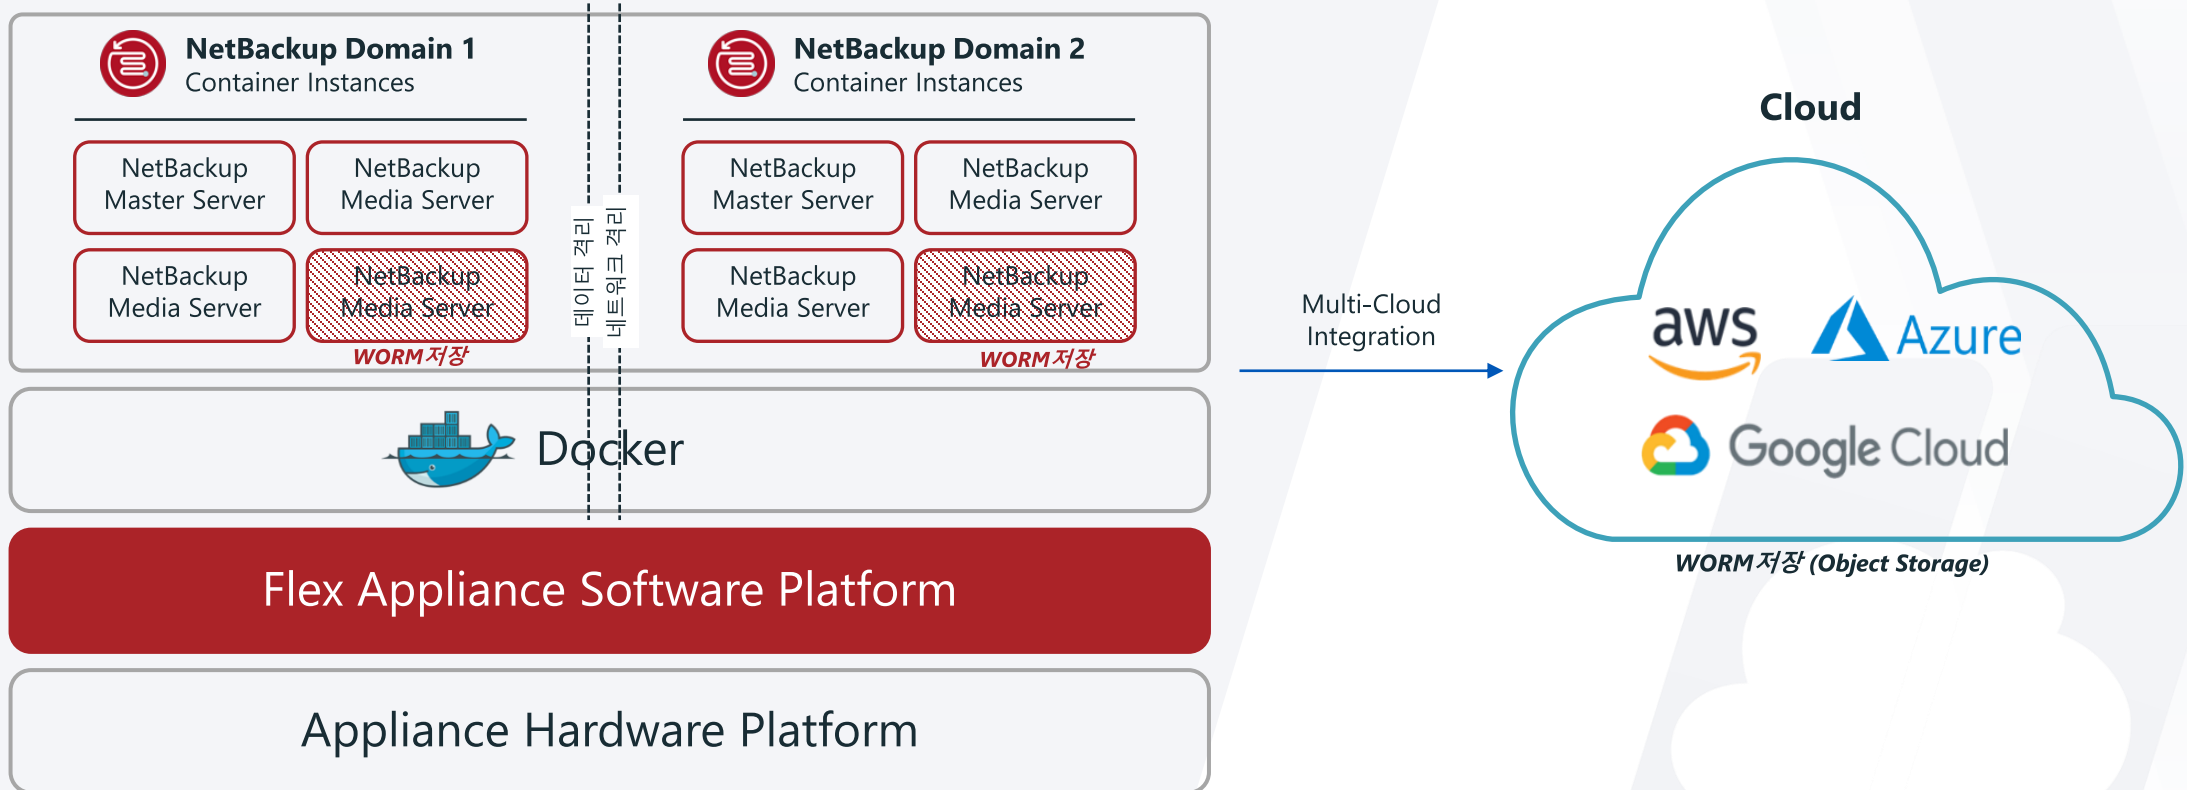 NetBackup Domain 1
Container Instances
NetBackup
Master Server
NetBackup
Media Server
NetBackup
Media Server
NetBackup
Media Server
WORM저장
데이터 격리
네트워크 격리
NetBackup Domain 2
Container Instances
NetBackup
Master Server
NetBackup
Media Server
NetBackup
Media Server
NetBackup
Media Server
WORM저장
Docker
Flex Appliance Software Platform
Appliance Hardware Platform
Multi-Cloud
Integration
Cloud
aws
Azure
Google Cloud
WORM저장 (Object Storage)